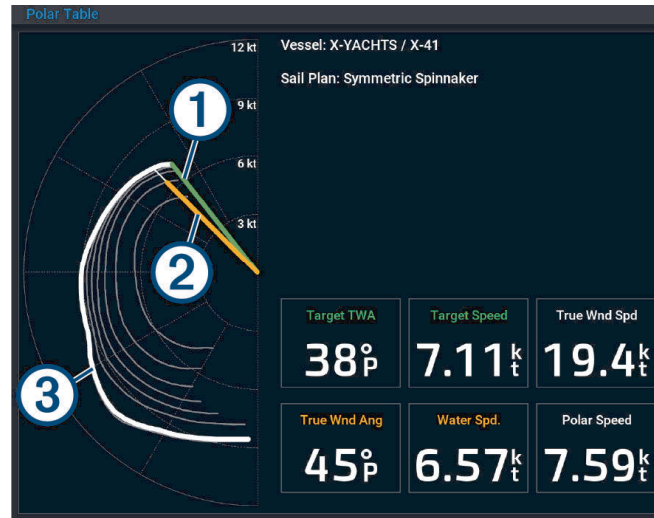 Polar Table
Vessel: X-YACHTS / X-41
Sail Plan: Symmetric Spinnaker
12 kt
9 kt
6 kt
3 kt
1
2
3
Target TWA
38°P
Target Speed
7.11kt
True Wnd Spd
19.4kt
True Wnd Ang
45°P
Water Spd.
6.57kt
Polar Speed
7.59kt